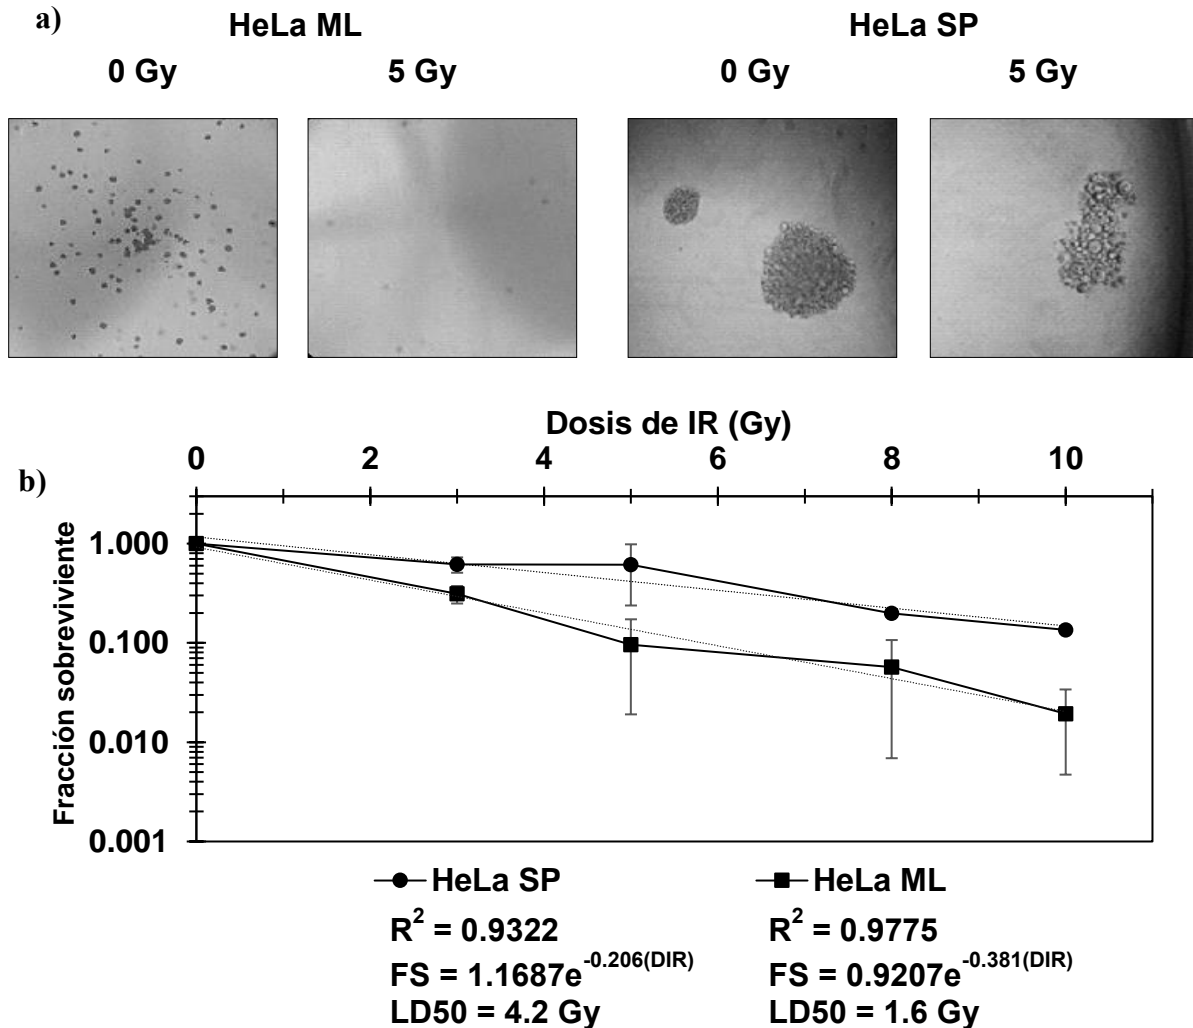 a)
HeLa ML HeLa SP
0 Gy 5 Gy 0 Gy 5 Gy
Dosis de IR (Gy)
0 2 4 6 8 10
b)
Fracción sobreviviente
1.000
0.100
0.010
0.001
HeLa SP HeLa ML
R² = 0.9322 R² = 0.9775
FS = 1.1687e^-0.206(DIR) FS = 0.9207e^-0.381(DIR)
LD50 = 4.2 Gy LD50 = 1.6 Gy